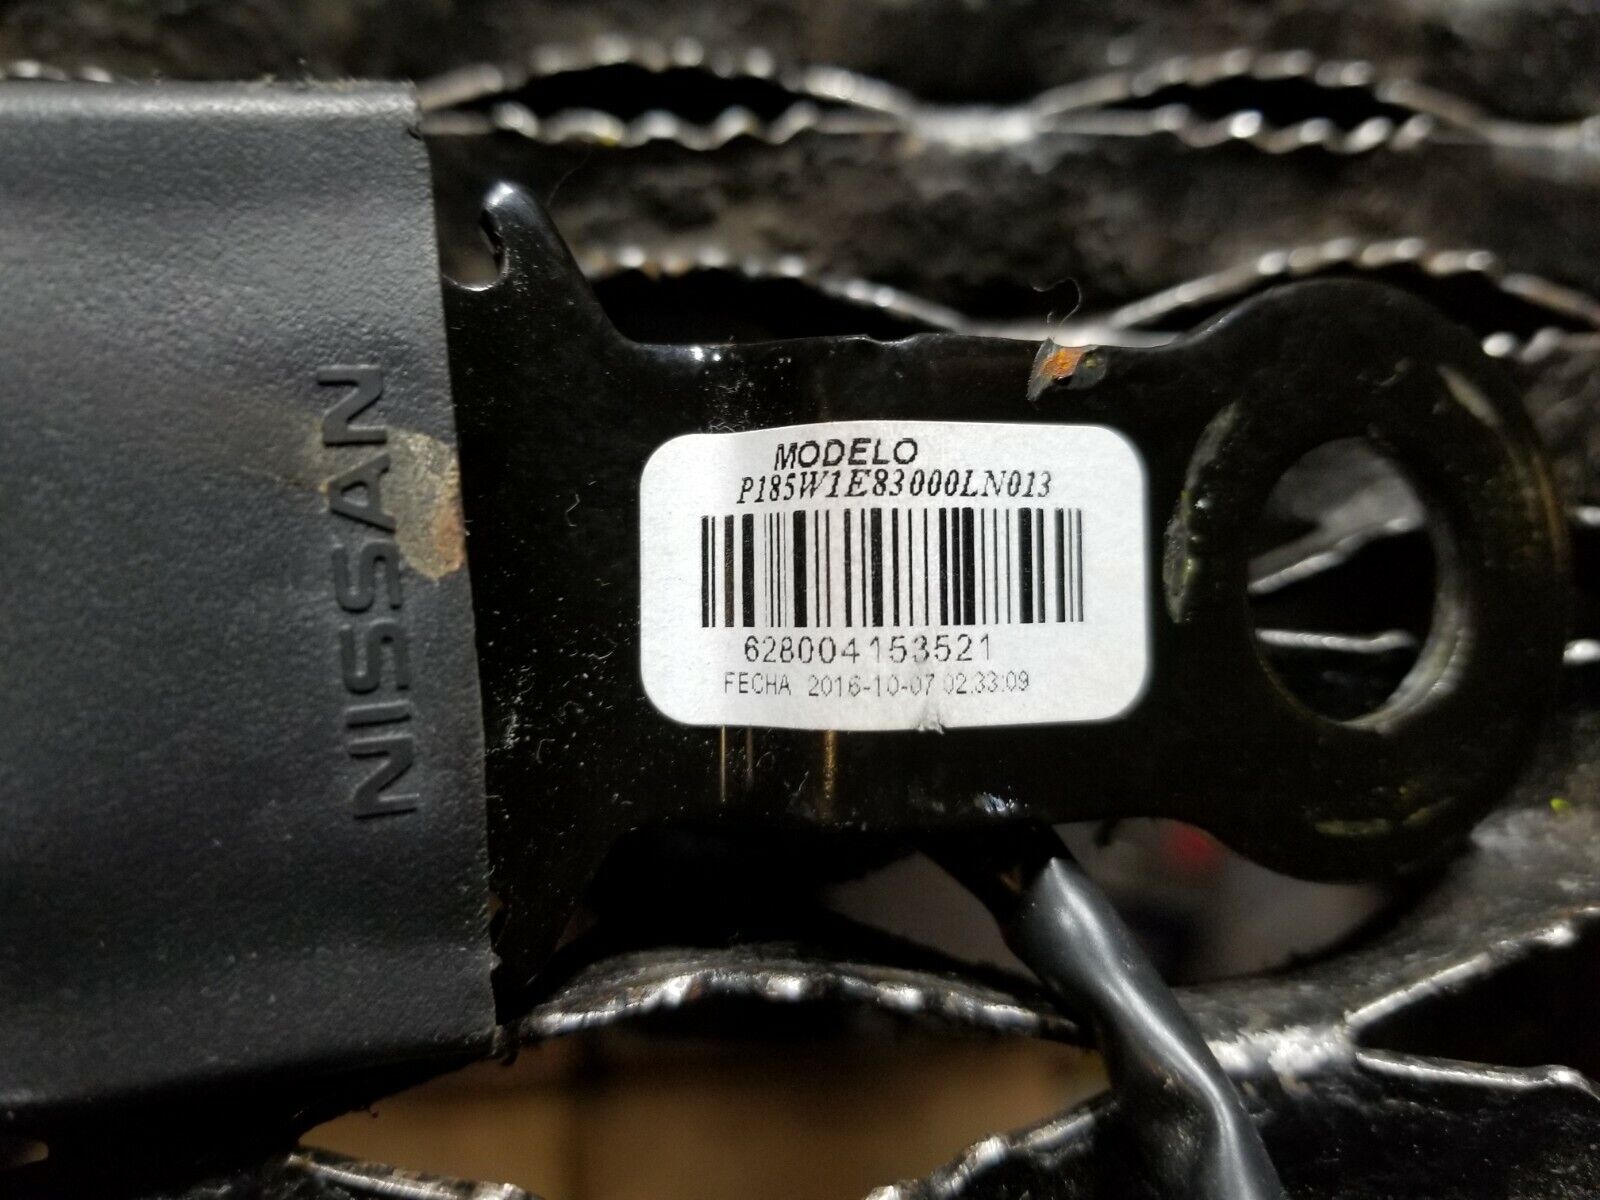 NISSAN
MODELO
P185W1E83000LN013
628004153521
FECHA 2016-10-07 02:33:09